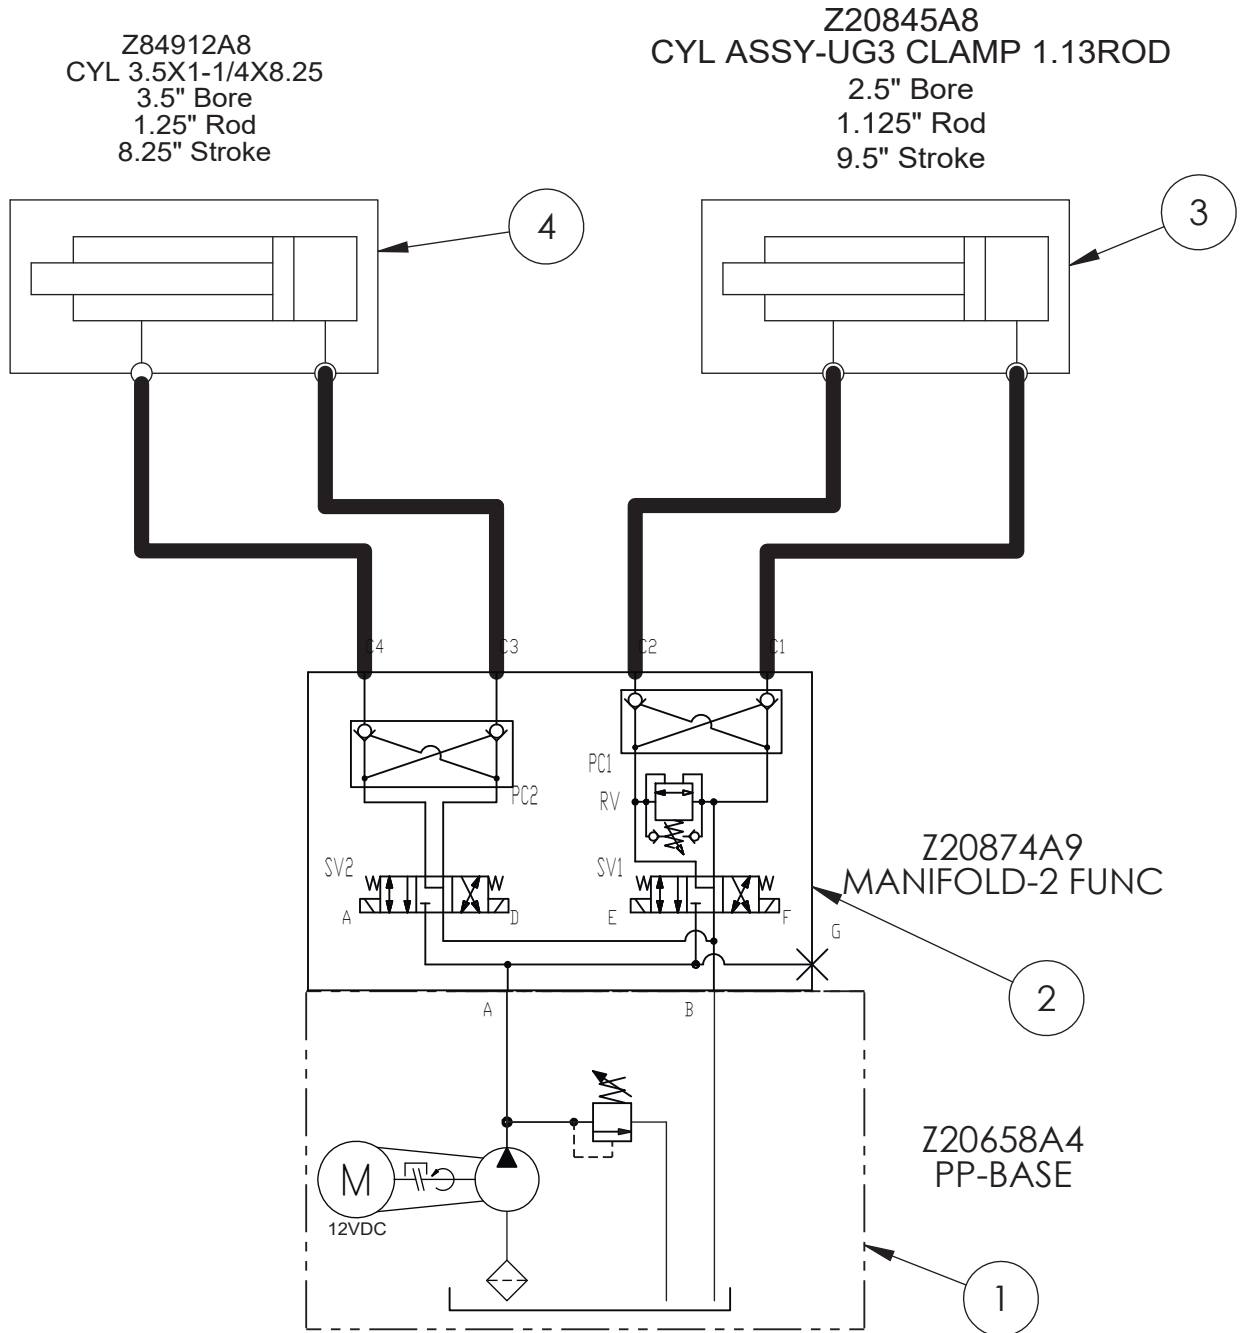 Z84912A8
CYL 3.5X1-1/4X8.25
3.5" Bore
1.25" Rod
8.25" Stroke
Z20845A8
CYL ASSY-UG3 CLAMP 1.13ROD
2.5" Bore
1.125" Rod
9.5" Stroke
4
3
C4
C3
C2
C1
PC1
PC2
RV
SV2
SV1
A
D
E
F
G
Z20874A9
MANIFOLD-2 FUNC
2
A
B
Z20658A4
PP-BASE
M
12VDC
1